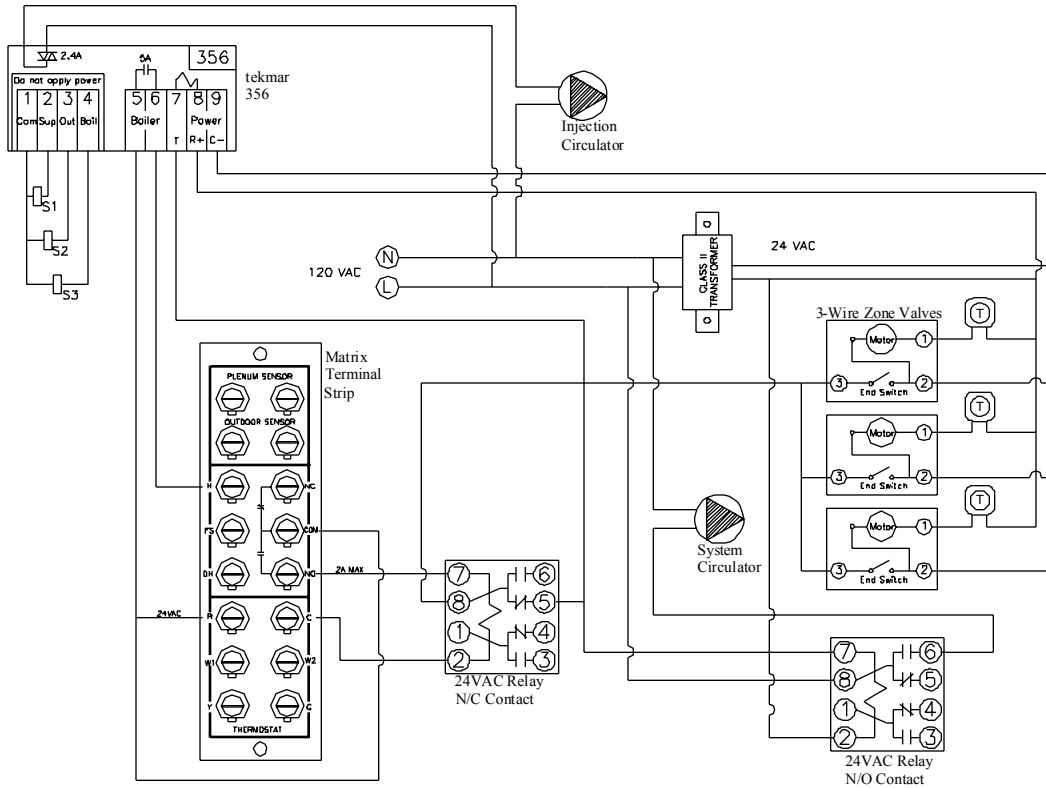 2.4A
356
5A
tekmar
356
Do not apply power
1 2 3 4 5 6 7 8 9
Com Sup Out Boil Boiler Power
T R+ C-
S1
S2
S3
Injection
Circulator
N
120 VAC
L
CLASS II
TRANSFORMER
24 VAC
3-Wire Zone Valves
T
Motor 1
3 2
End Switch
T
Motor 1
3 2
End Switch
T
Motor 1
3 2
End Switch
Matrix
Terminal
Strip
PLENUM SENSOR
OUTDOOR SENSOR
H NC
FS COM
DH NO 2A MAX
24VAC R C
W1 W2
Y G
THERMOSTAT
System
Circulator
7 6
8 5
1 4
2 3
24VAC Relay
N/C Contact
7 6
8 5
1 4
2 3
24VAC Relay
N/O Contact